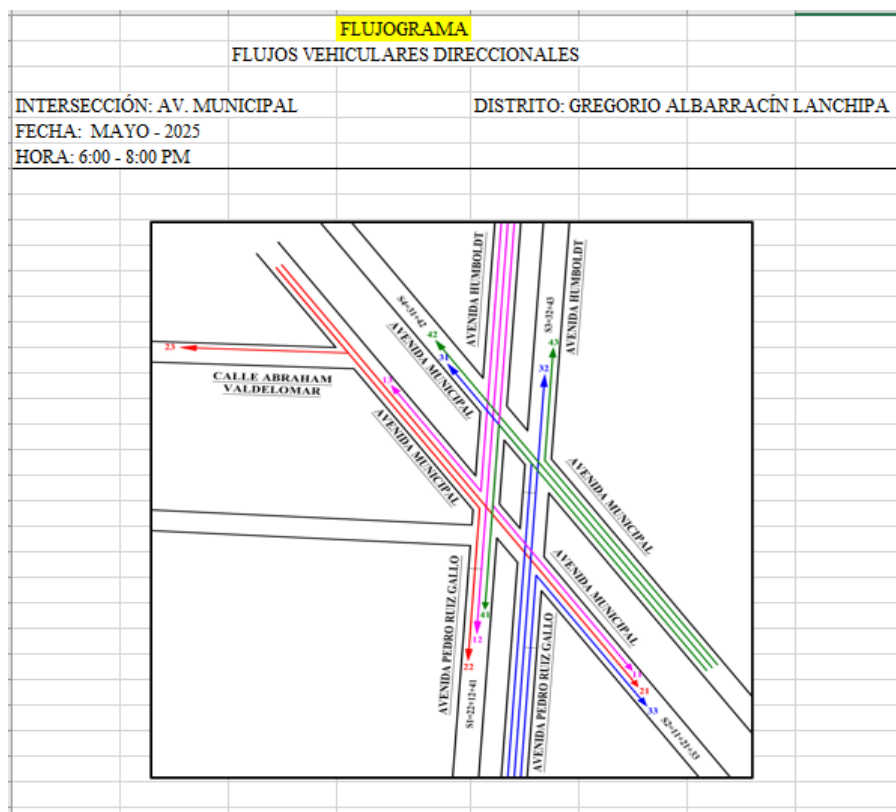 FLUJOGRAMA
FLUJOS VEHICULARES DIRECCIONALES
INTERSECCIÓN: AV. MUNICIPAL
DISTRITO: GREGORIO ALBARRACÍN LANCHIPA
FECHA: MAYO - 2025
HORA: 6:00 - 8:00 PM
AVENIDA HUMBOLDT
AVENIDA HUMBOLDT
S4=31+42
S3=32+43
42
43
31
32
23
13
AVENIDA MUNICIPAL
CALLE ABRAHAM
VALDELOMAR
AVENIDA MUNICIPAL
AVENIDA MUNICIPAL
AVENIDA MUNICIPAL
AVENIDA PEDRO RUIZ GALLO
AVENIDA PEDRO RUIZ GALLO
41
12
22
11
21
33
S1=22+12+41
S2=11+21+33